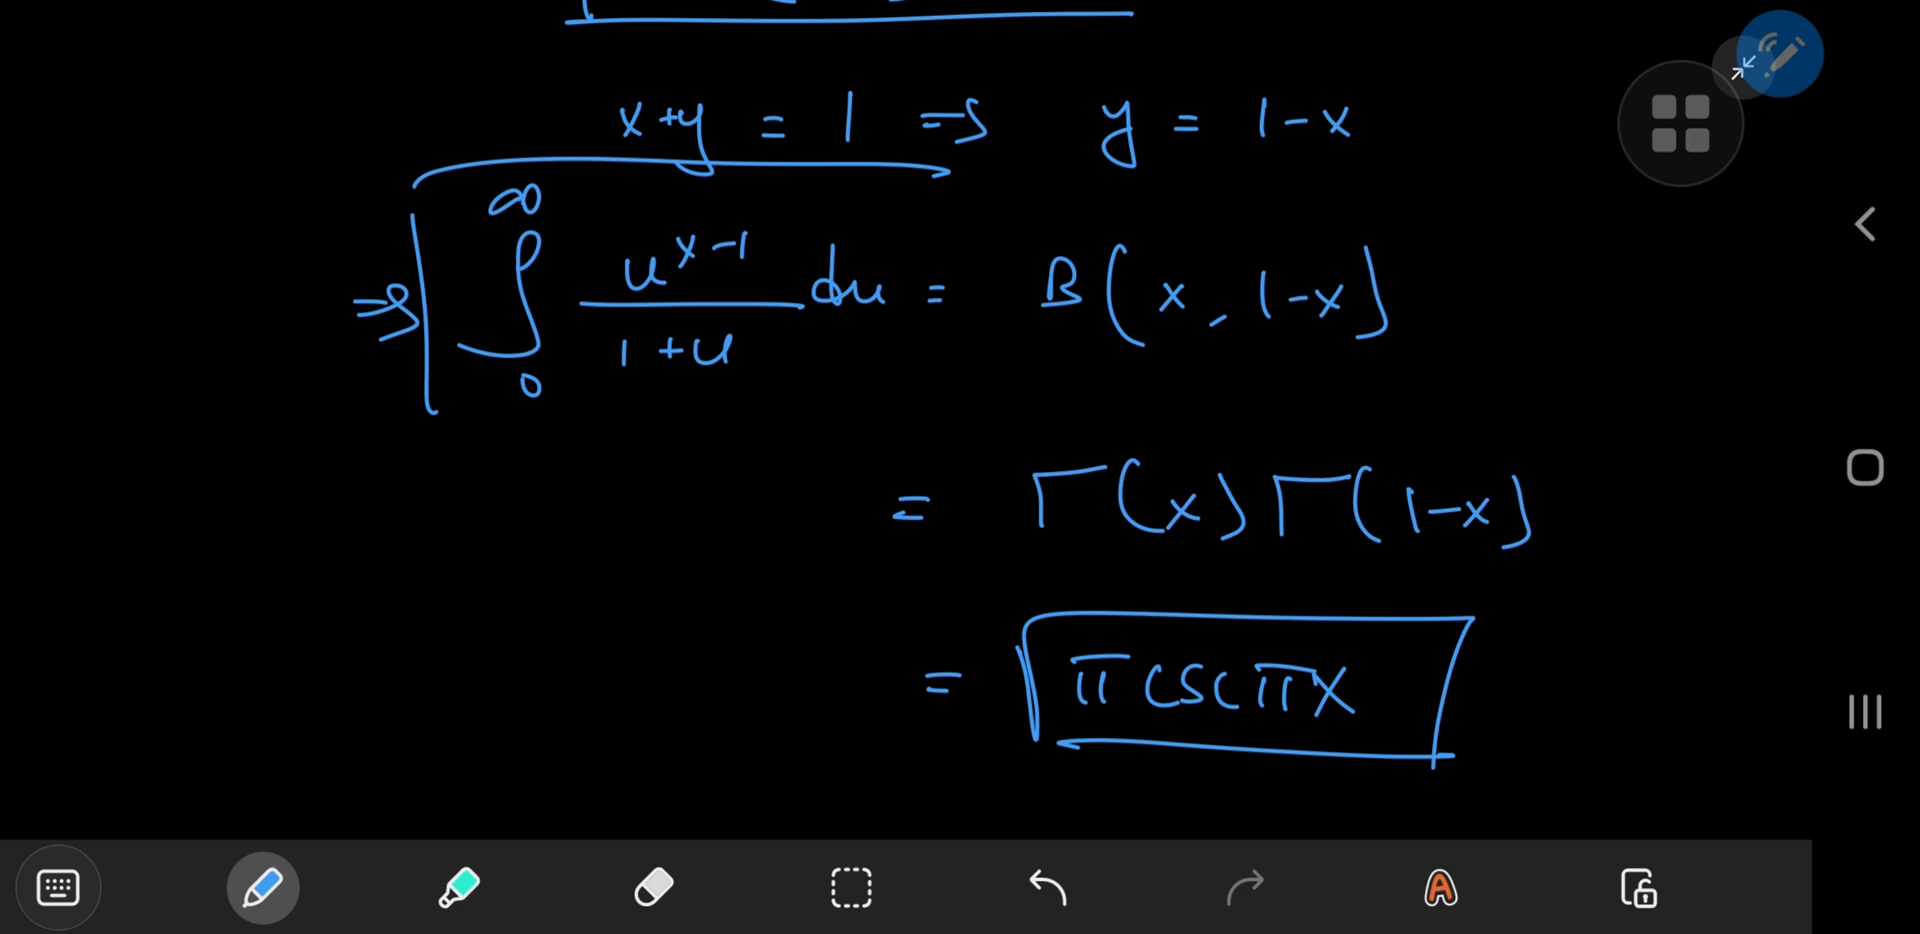 x+y = 1 ⇒ y = 1-x
⇒ ∫₀^∞ u^(x-1)/(1+u) du = B(x, 1-x)
= Γ(x)Γ(1-x)
= π csc πx
A